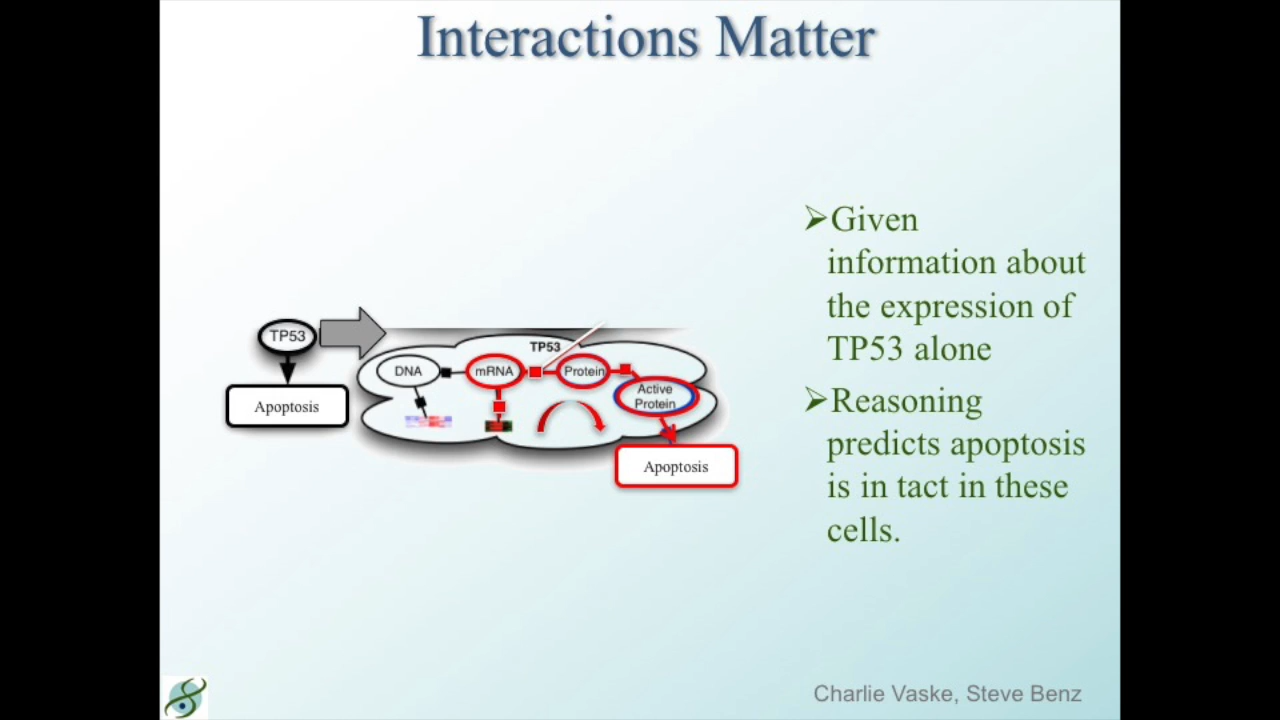 Interactions Matter
TP53
Apoptosis
TP53
DNA
mRNA
Protein
Active
Protein
Apoptosis
➢Given
information about
the expression of
TP53 alone
➢Reasoning
predicts apoptosis
is in tact in these
cells.
Charlie Vaske, Steve Benz